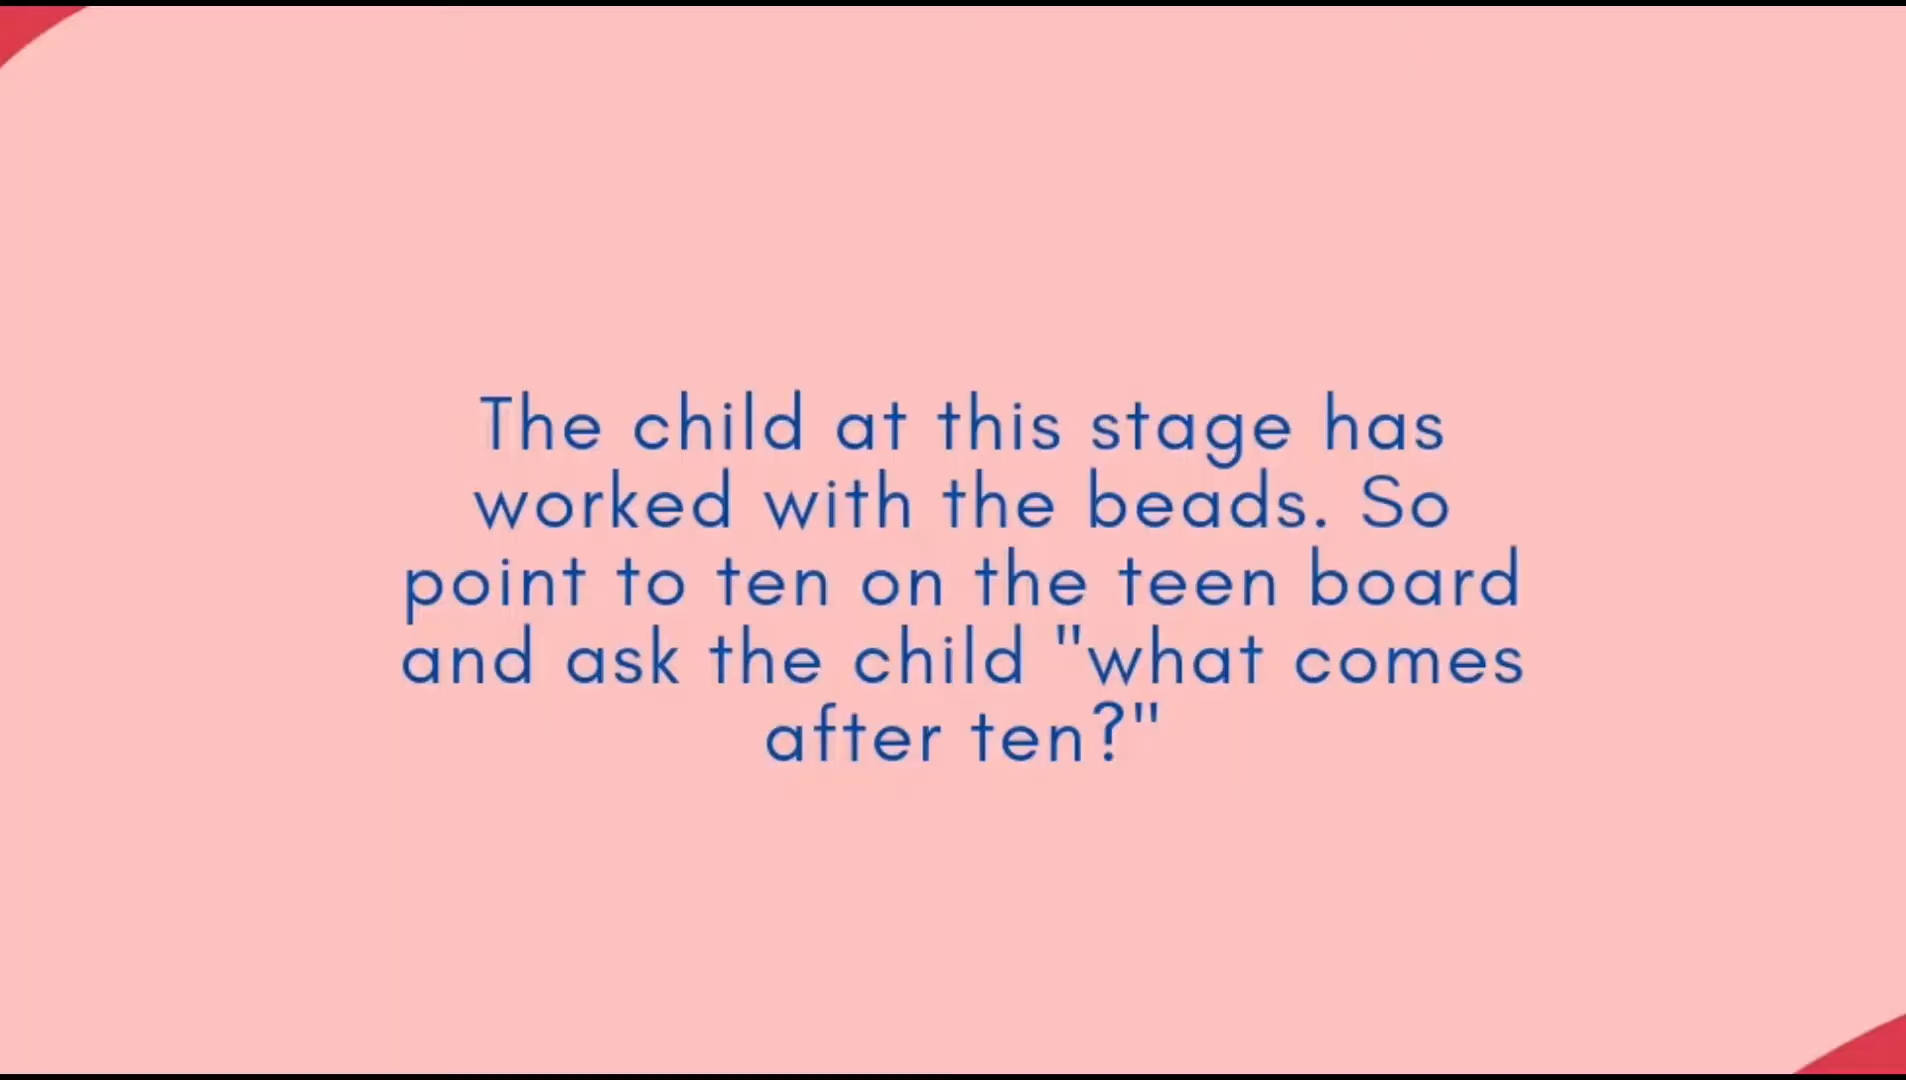 The child at this stage has
worked with the beads. So
point to ten on the teen board
and ask the child "what comes
after ten?"